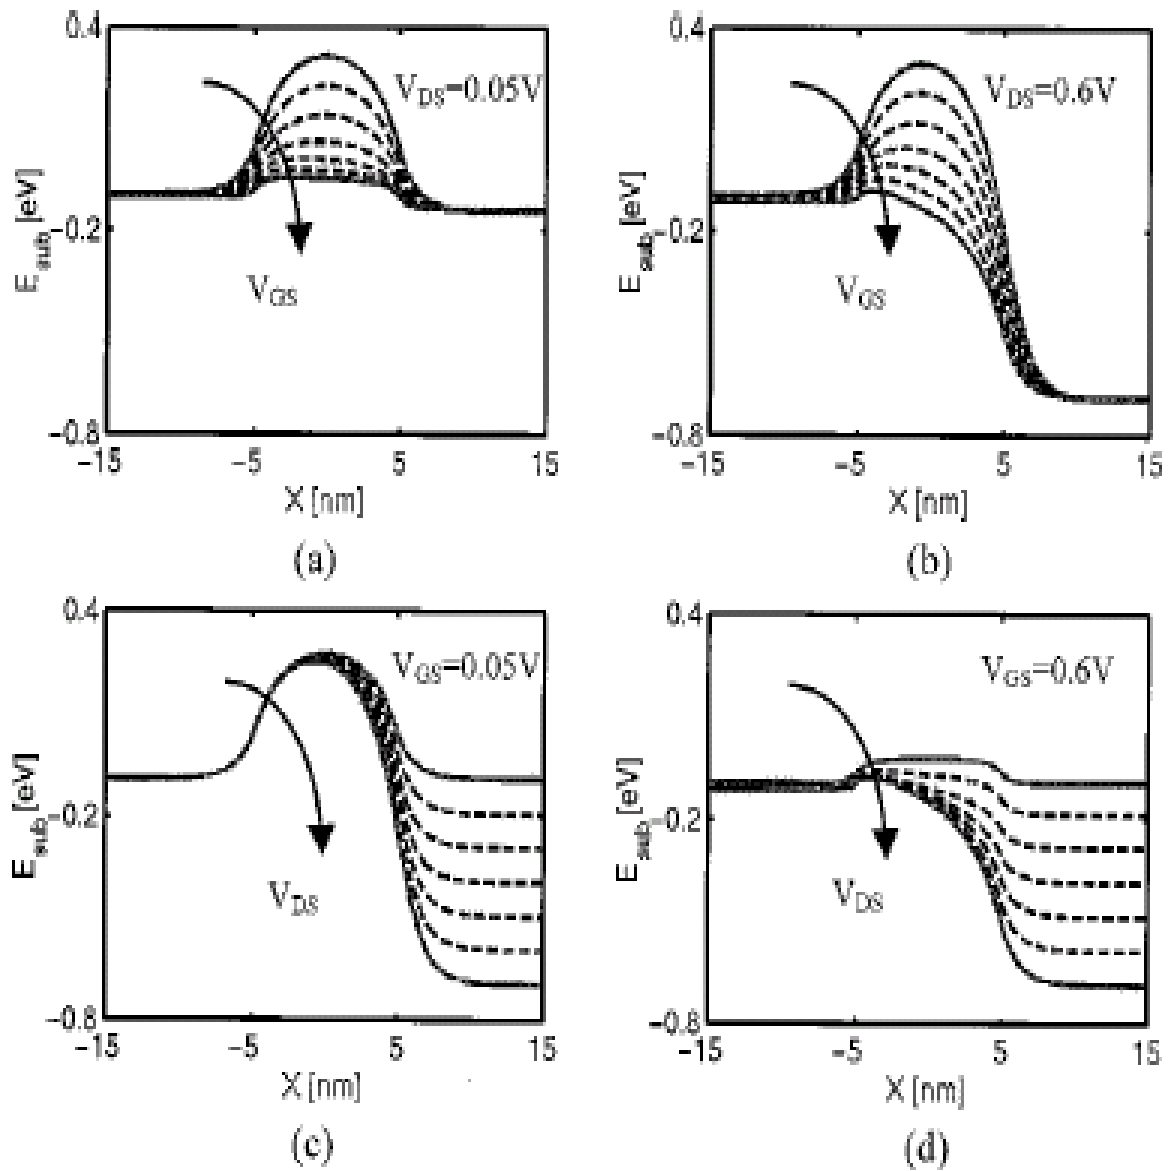 0.4
V_DS=0.05V
E_sub [eV]
-0.2
V_GS
-0.8
-15 -5 5 15
X [nm]
(a)
0.4
V_DS=0.6V
E_sub [eV]
-0.2
V_GS
-0.8
-15 -5 5 15
X [nm]
(b)
0.4
V_GS=0.05V
E_sub [eV]
-0.2
V_DS
-0.8
-15 -5 5 15
X [nm]
(c)
0.4
V_GS=0.6V
E_sub [eV]
-0.2
V_DS
-0.8
-15 -5 5 15
X [nm]
(d)